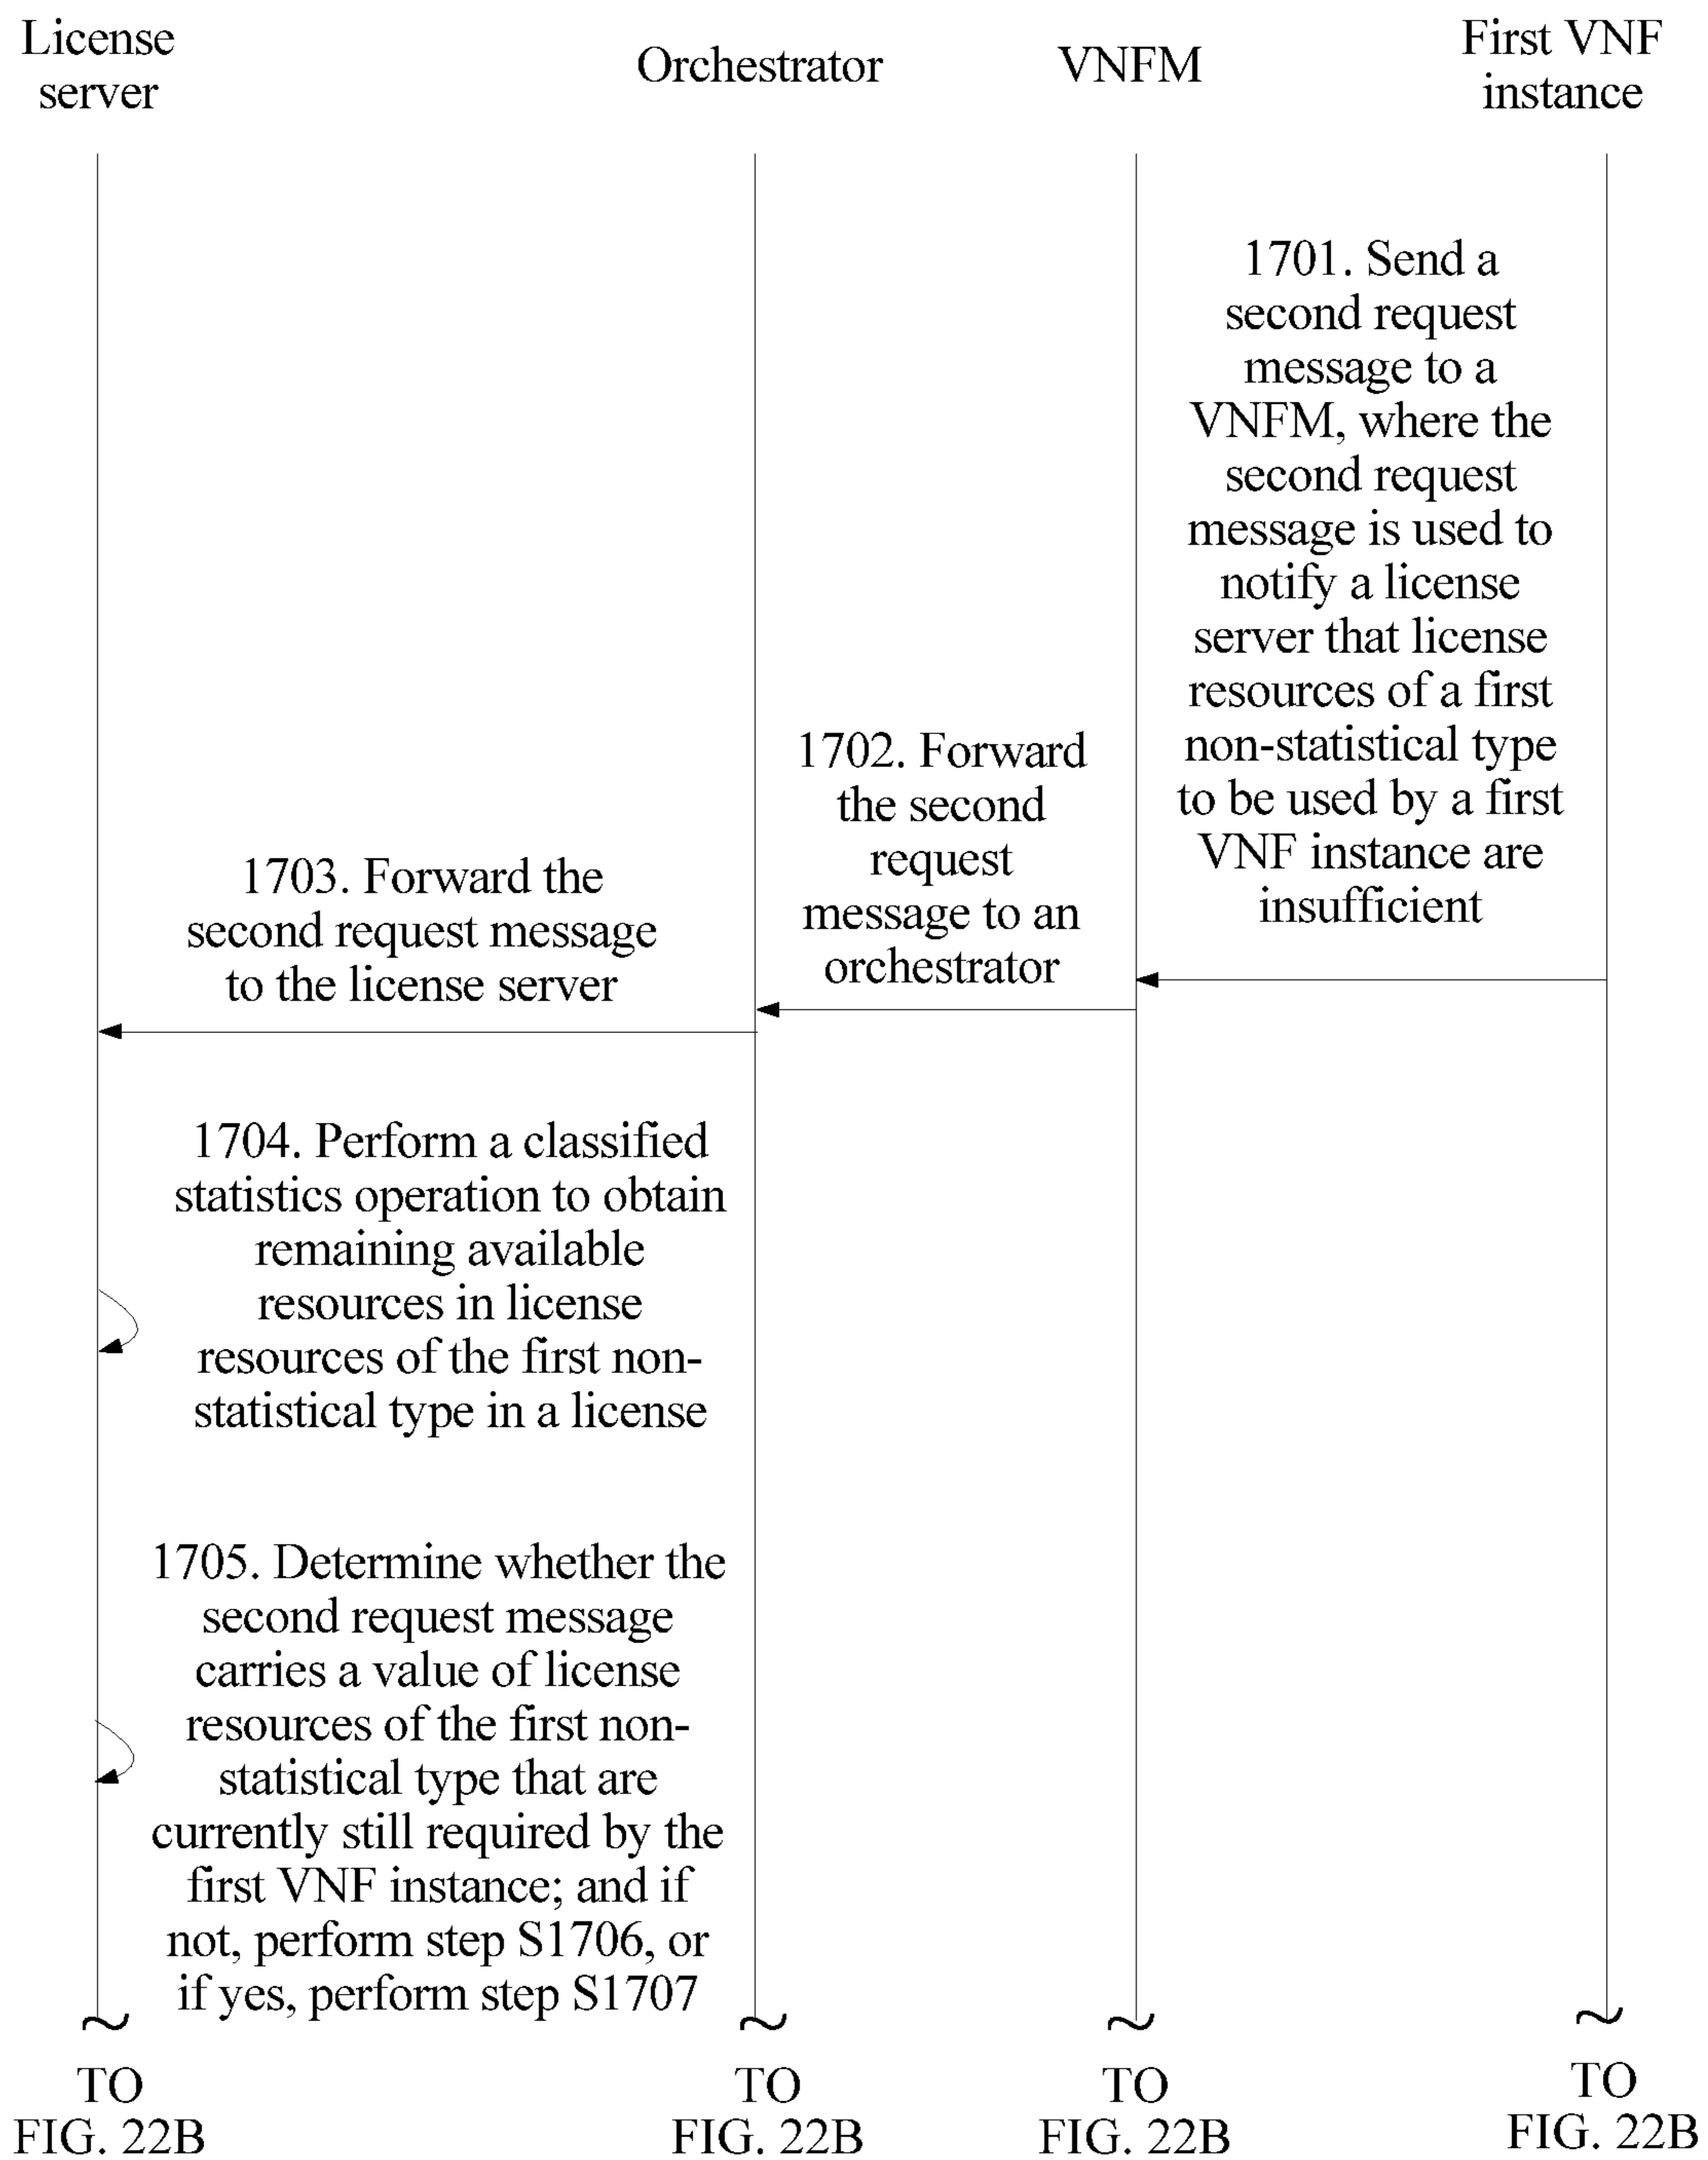 License
server
Orchestrator
VNFM
First VNF
instance
1701. Send a
second request
message to a
VNFM, where the
second request
message is used to
notify a license
server that license
resources of a first
non-statistical type
to be used by a first
VNF instance are
insufficient
1702. Forward
the second
request
message to an
orchestrator
1703. Forward the
second request message
to the license server
1704. Perform a classified
statistics operation to obtain
remaining available
resources in license
resources of the first non-
statistical type in a license
1705. Determine whether the
second request message
carries a value of license
resources of the first non-
statistical type that are
currently still required by the
first VNF instance; and if
not, perform step S1706, or
if yes, perform step S1707
TO
FIG. 22B
TO
FIG. 22B
TO
FIG. 22B
TO
FIG. 22B